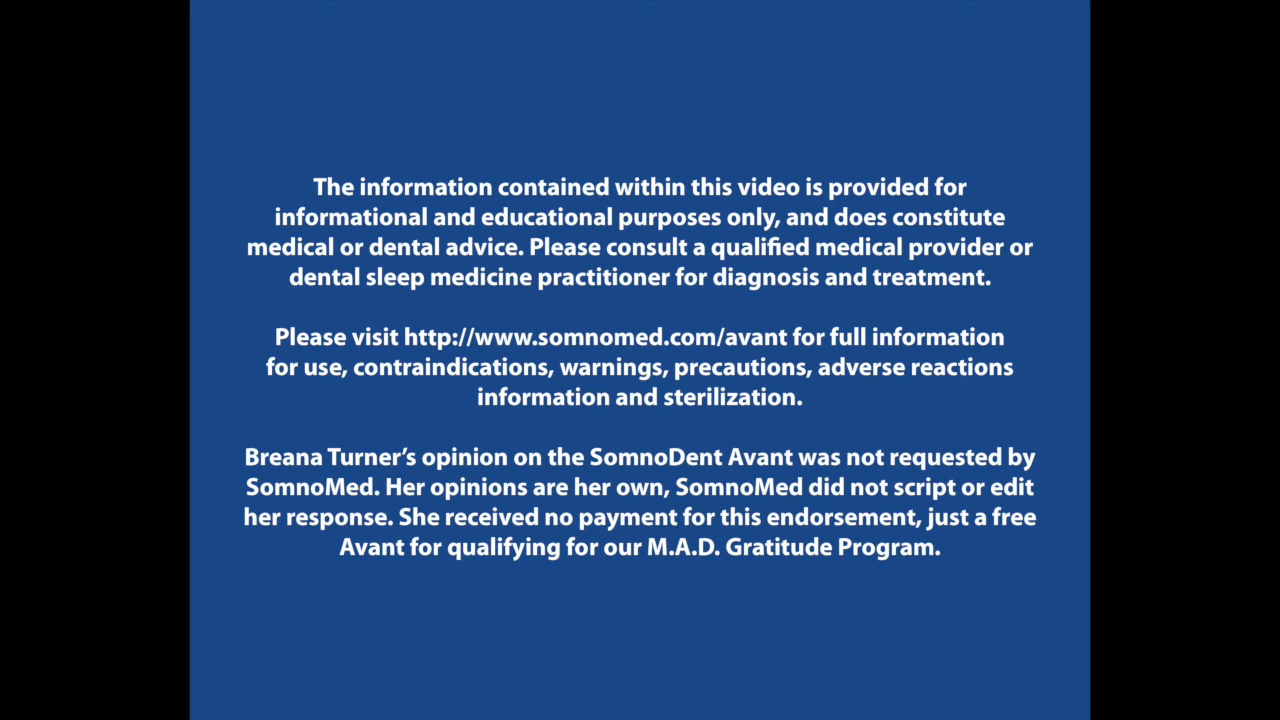 The information contained within this video is provided for
informational and educational purposes only, and does constitute
medical or dental advice. Please consult a qualified medical provider or
dental sleep medicine practitioner for diagnosis and treatment.
Please visit http://www.somnomed.com/avant for full information
for use, contraindications, warnings, precautions, adverse reactions
information and sterilization.
Breana Turner’s opinion on the SomnoDent Avant was not requested by
SomnoMed. Her opinions are her own, SomnoMed did not script or edit
her response. She received no payment for this endorsement, just a free
Avant for qualifying for our M.A.D. Gratitude Program.